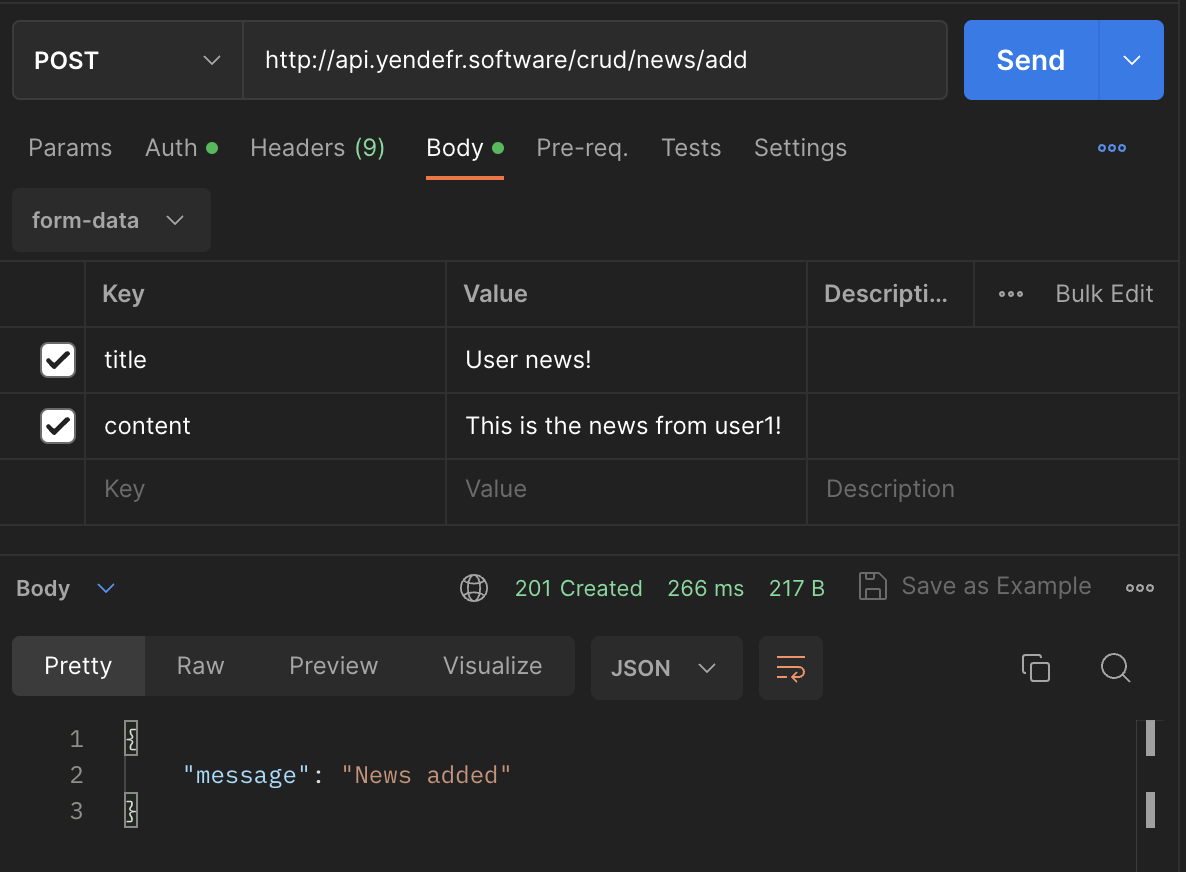 POST http://api.yendefr.software/crud/news/add Send
Params Auth Headers (9) Body Pre-req. Tests Settings
form-data
Key Value Descripti... Bulk Edit
title User news!
content This is the news from user1!
Key Value Description
Body 201 Created 266 ms 217 B Save as Example
Pretty Raw Preview Visualize JSON
1 {
2 "message": "News added"
3 }